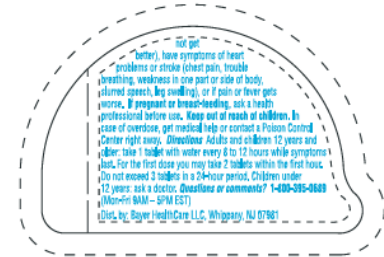 not get
better), have symptoms of heart
problems or stroke (chest pain, trouble
breathing, weakness in one part or side of body,
slurred speech, leg swelling), or if pain or fever gets
worse. If pregnant or breast-feeding, ask a health
professional before use. Keep out of reach of children. In
case of overdose, get medical help or contact a Poison Control
Center right away. Directions Adults and children 12 years and
older: take 1 tablet with water every 8 to 12 hours while symptoms
last. For the first dose you may take 2 tablets within the first hour.
Do not exceed 3 tablets in a 24-hour period. Children under
12 years: ask a doctor. Questions or comments? 1-800-395-0689
(Mon-Fri 9AM – 5PM EST)
Dist. by: Bayer HealthCare LLC, Whippany, NJ 07981